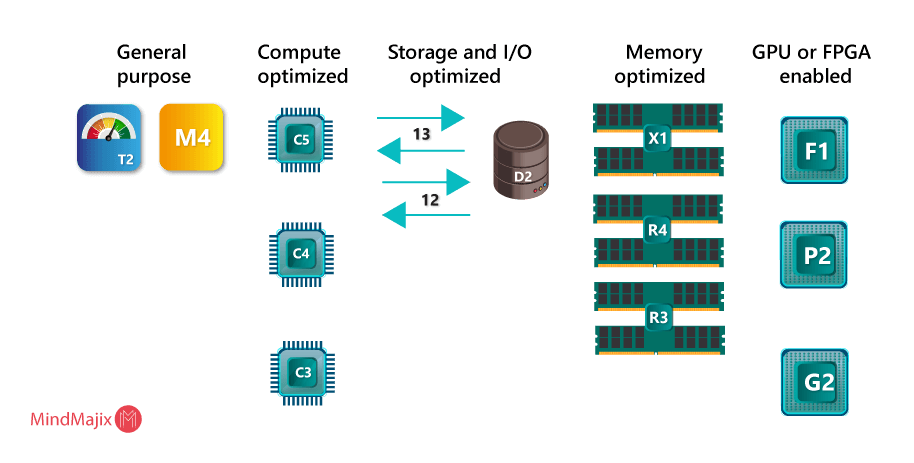 General
purpose
Compute
optimized
Storage and I/O
optimized
Memory
optimized
GPU or FPGA
enabled
T2
M4
C5
13
12
D2
X1
F1
C4
R4
P2
C3
R3
G2
MindMajix M